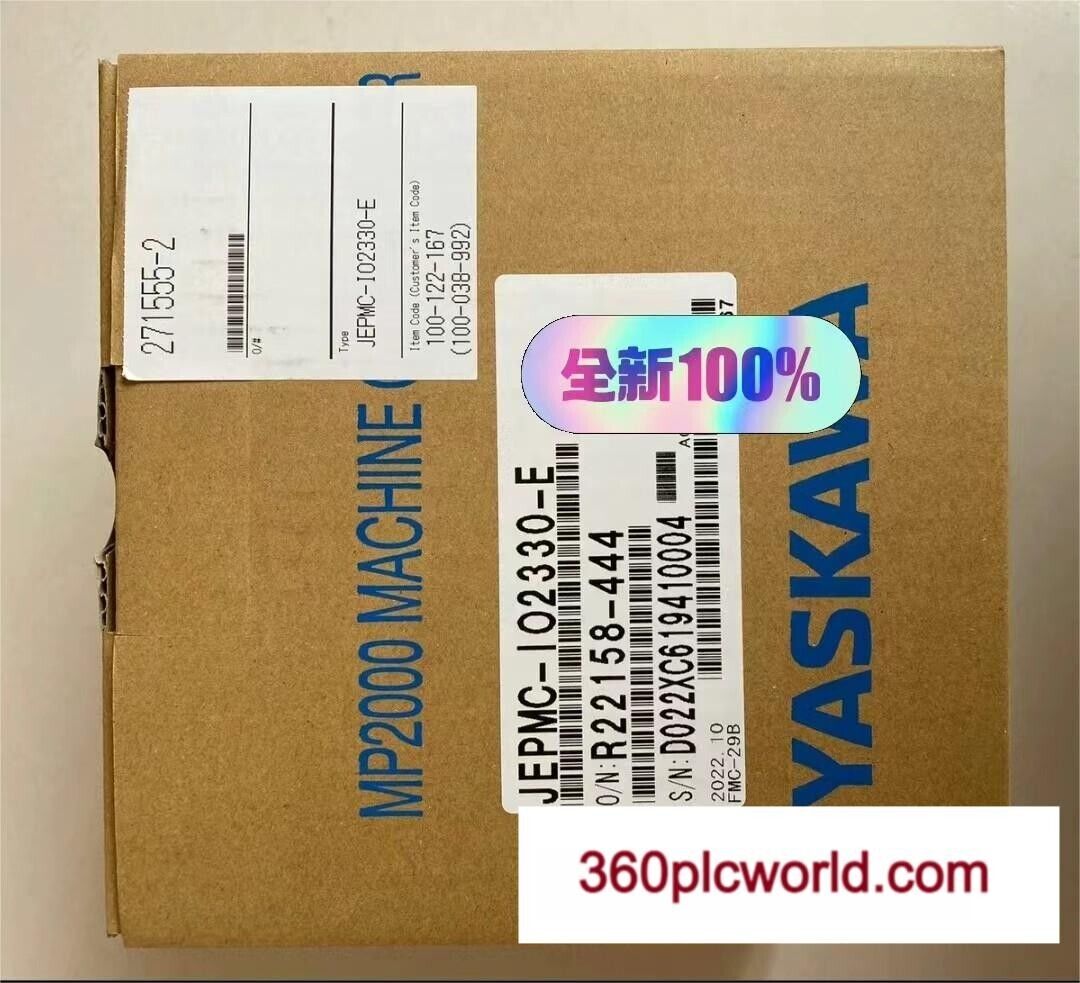 271555-2
O/#
Type
JEPMC-IO2330-E
Item Code (Customer's Item Code)
100-122-167
(100-038-992)
MP2000 MACHINE
JEPMC-IO2330-E
O/N:R22158-444
S/N:D022XC619410004
2022.10
FMC-29B
YASKAWA
全新100%
360plcworld.com